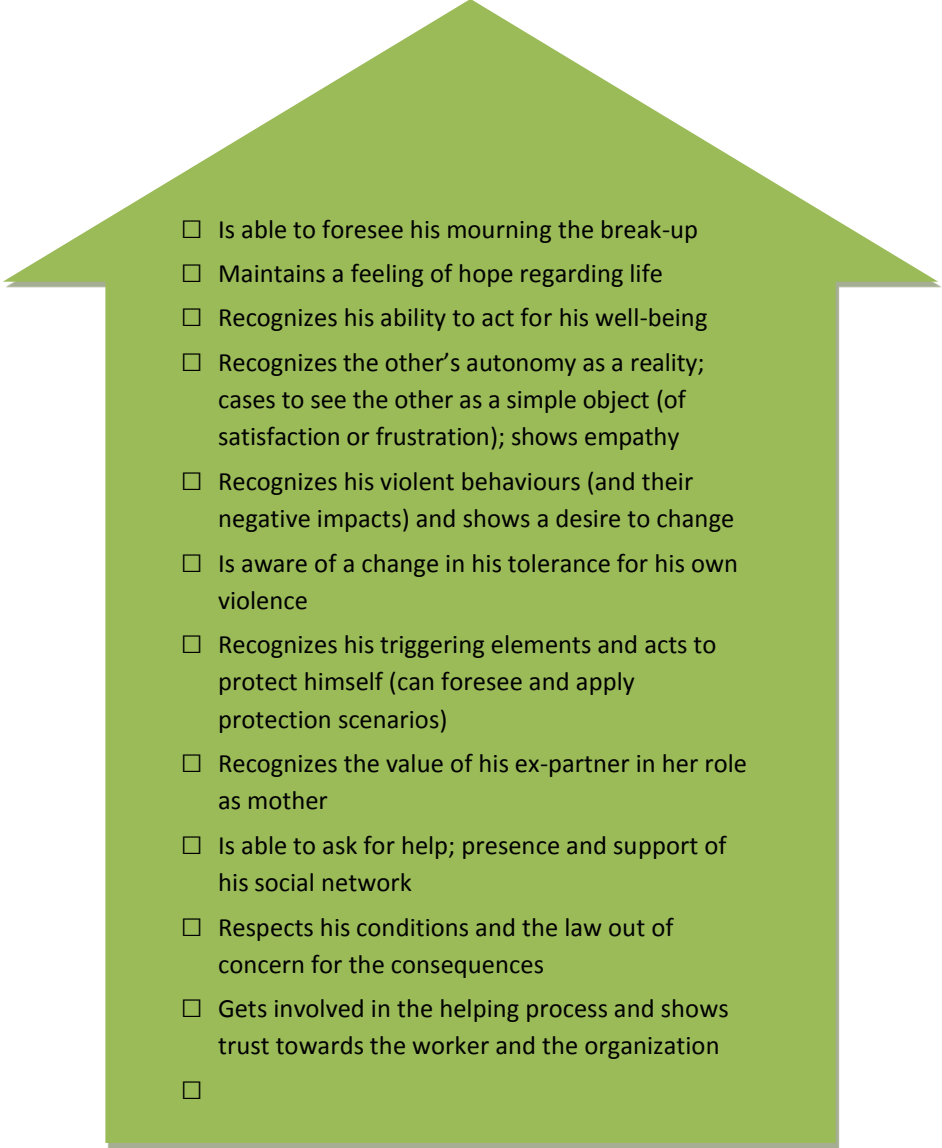 ☐ Is able to foresee his mourning the break-up
☐ Maintains a feeling of hope regarding life
☐ Recognizes his ability to act for his well-being
☐ Recognizes the other’s autonomy as a reality;
cases to see the other as a simple object (of
satisfaction or frustration); shows empathy
☐ Recognizes his violent behaviours (and their
negative impacts) and shows a desire to change
☐ Is aware of a change in his tolerance for his own
violence
☐ Recognizes his triggering elements and acts to
protect himself (can foresee and apply
protection scenarios)
☐ Recognizes the value of his ex-partner in her role
as mother
☐ Is able to ask for help; presence and support of
his social network
☐ Respects his conditions and the law out of
concern for the consequences
☐ Gets involved in the helping process and shows
trust towards the worker and the organization
☐